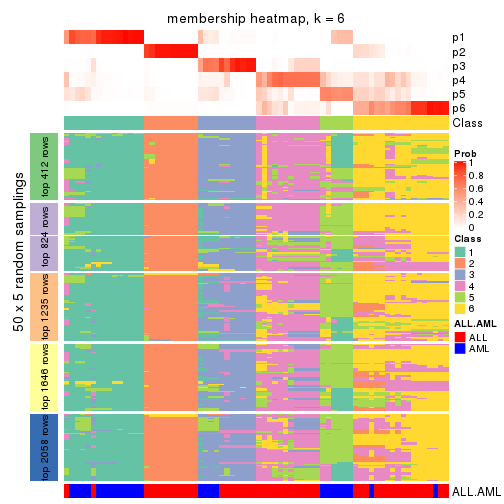 membership heatmap, k = 6
p1
p2
p3
p4
p5
p6
Class
50 x 5 random samplings
top 412 rows
top 824 rows
top 1235 rows
top 1646 rows
top 2058 rows
Prob
1
0.8
0.6
0.4
0.2
0
Class
1
2
3
4
5
6
ALL.AML
ALL
AML
ALL.AML